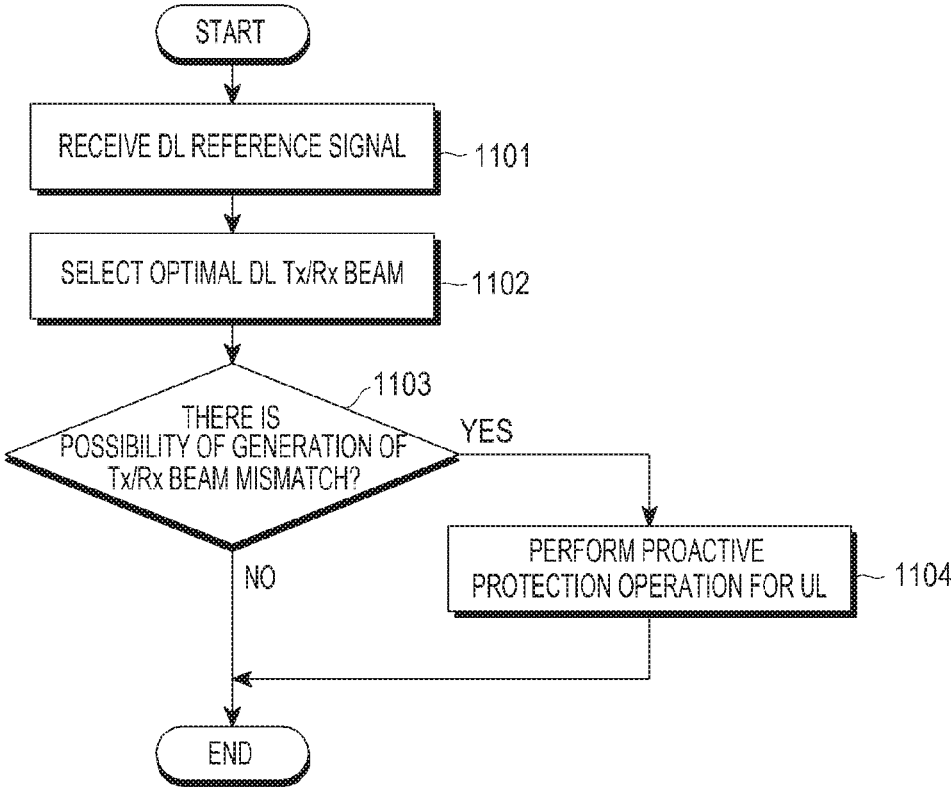 START
RECEIVE DL REFERENCE SIGNAL
1101
SELECT OPTIMAL DL Tx/Rx BEAM
1102
1103
THERE IS
POSSIBILITY OF GENERATION OF
Tx/Rx BEAM MISMATCH?
YES
NO
PERFORM PROACTIVE
PROTECTION OPERATION FOR UL
1104
END